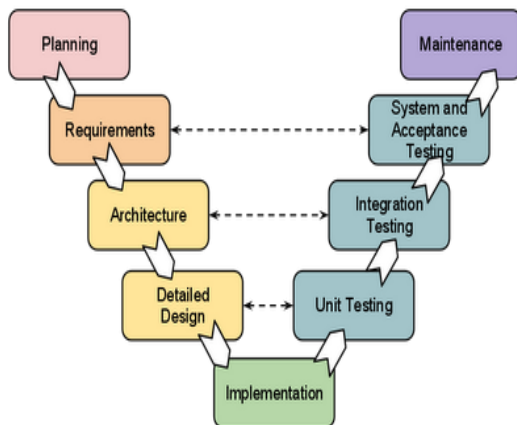 Planning
Maintenance
Requirements
System and
Acceptance
Testing
Architecture
Integration
Testing
Detailed
Design
Unit Testing
Implementation